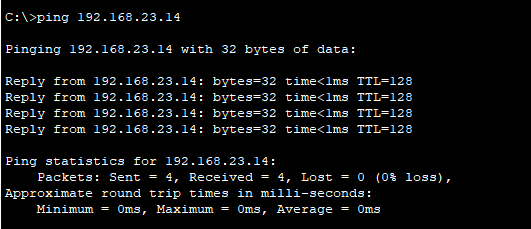 C:\>ping 192.168.23.14
Pinging 192.168.23.14 with 32 bytes of data:
Reply from 192.168.23.14: bytes=32 time<1ms TTL=128
Reply from 192.168.23.14: bytes=32 time<1ms TTL=128
Reply from 192.168.23.14: bytes=32 time<1ms TTL=128
Reply from 192.168.23.14: bytes=32 time<1ms TTL=128
Ping statistics for 192.168.23.14:
Packets: Sent = 4, Received = 4, Lost = 0 (0% loss),
Approximate round trip times in milli-seconds:
Minimum = 0ms, Maximum = 0ms, Average = 0ms